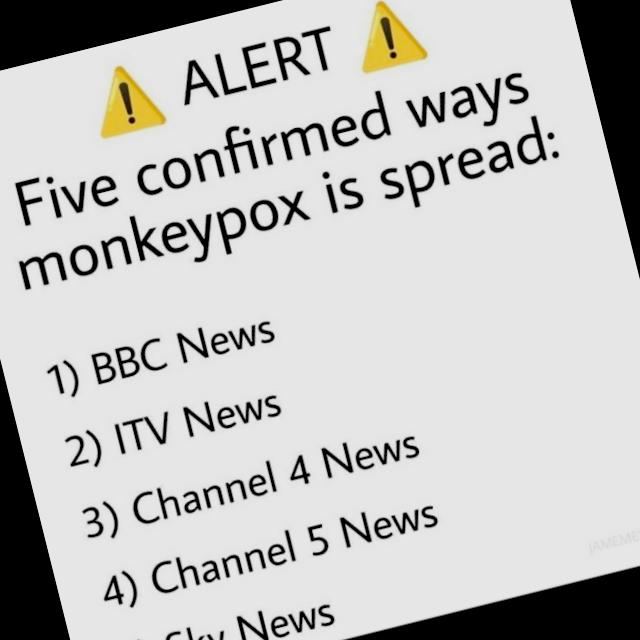 ⚠️ ALERT ⚠️
Five confirmed ways
monkeypox is spread:
1) BBC News
2) ITV News
3) Channel 4 News
4) Channel 5 News
Sky News